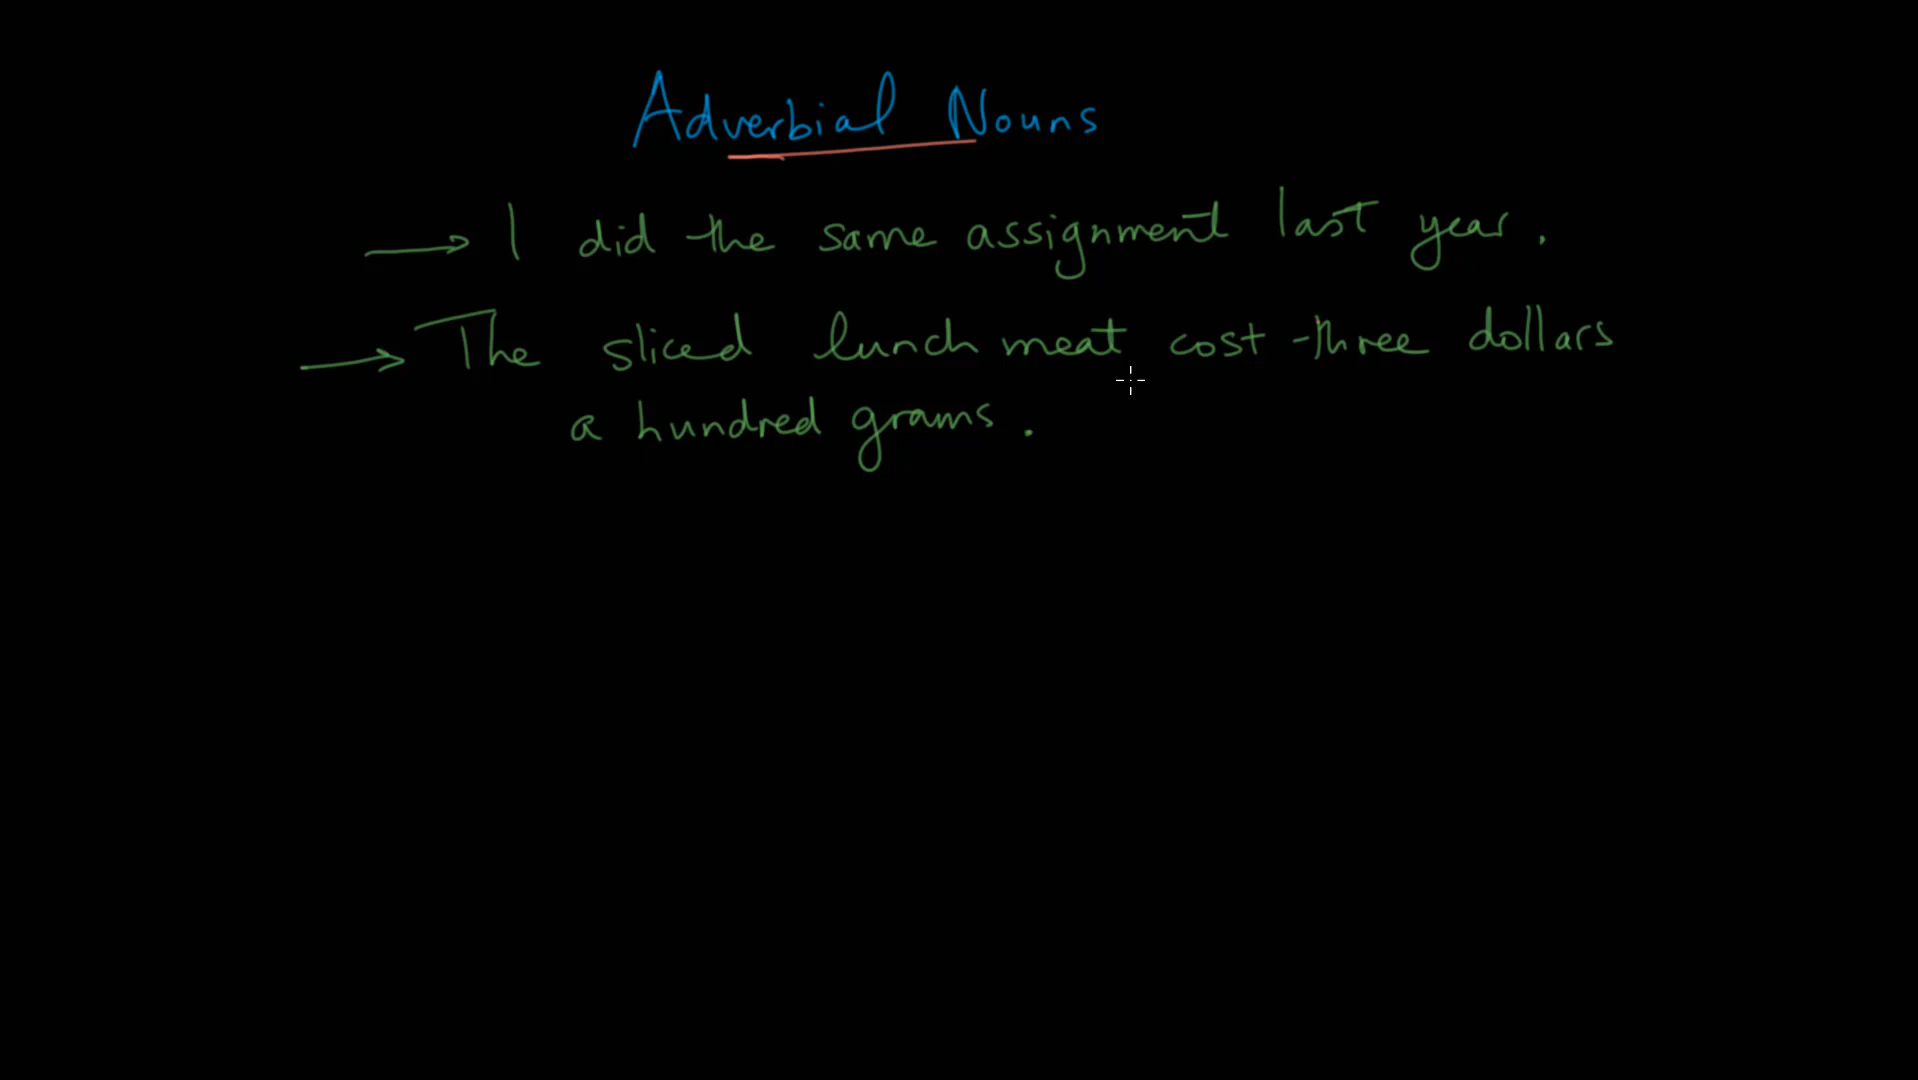 Adverbial Nouns
→ I did the same assignment last year.
→ The sliced lunch meat cost three dollars
a hundred grams.